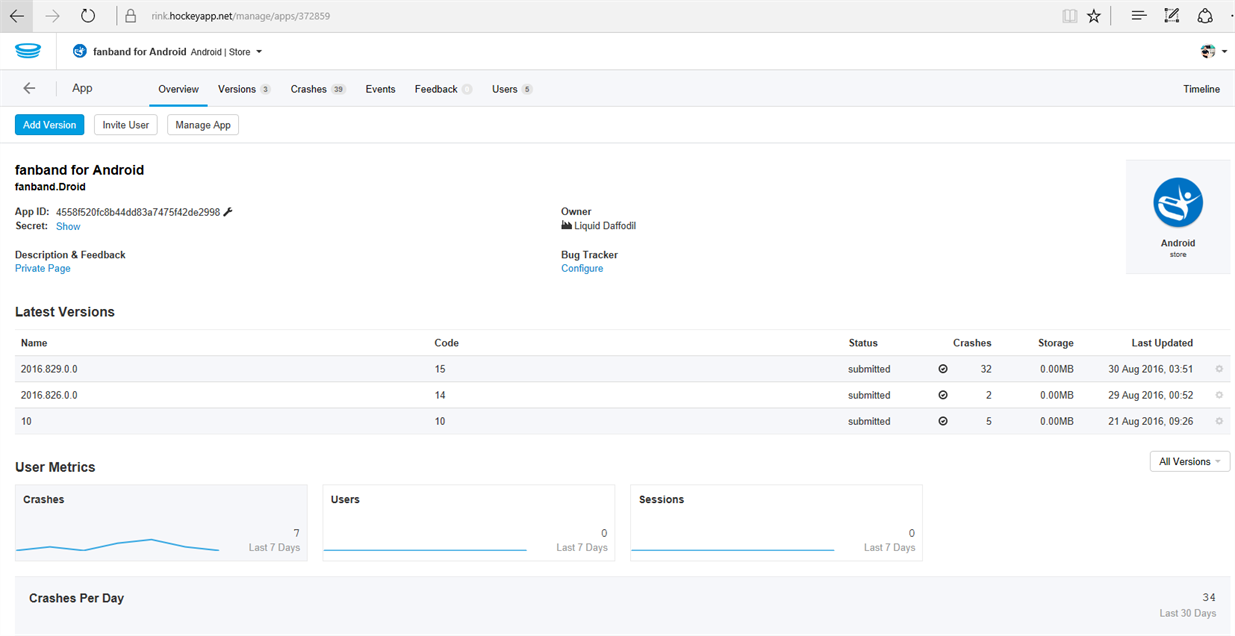 rink.hockeyapp.net/manage/apps/372859
fanband for Android Android | Store
App Overview Versions 3 Crashes 39 Events Feedback 0 Users 5 Timeline
Add Version Invite User Manage App
fanband for Android
fanband.Droid
App ID: 4558f520fc8b44dd83a7475f42de2998
Secret: Show
Owner
Liquid Daffodil
Description & Feedback
Private Page
Bug Tracker
Configure
Android
store
Latest Versions
Name Code Status Crashes Storage Last Updated
2016.829.0.0 15 submitted 32 0.00MB 30 Aug 2016, 03:51
2016.826.0.0 14 submitted 2 0.00MB 29 Aug 2016, 00:52
10 10 submitted 5 0.00MB 21 Aug 2016, 09:26
User Metrics All Versions
Crashes
7
Last 7 Days
Users
0
Last 7 Days
Sessions
0
Last 7 Days
Crashes Per Day 34
Last 30 Days